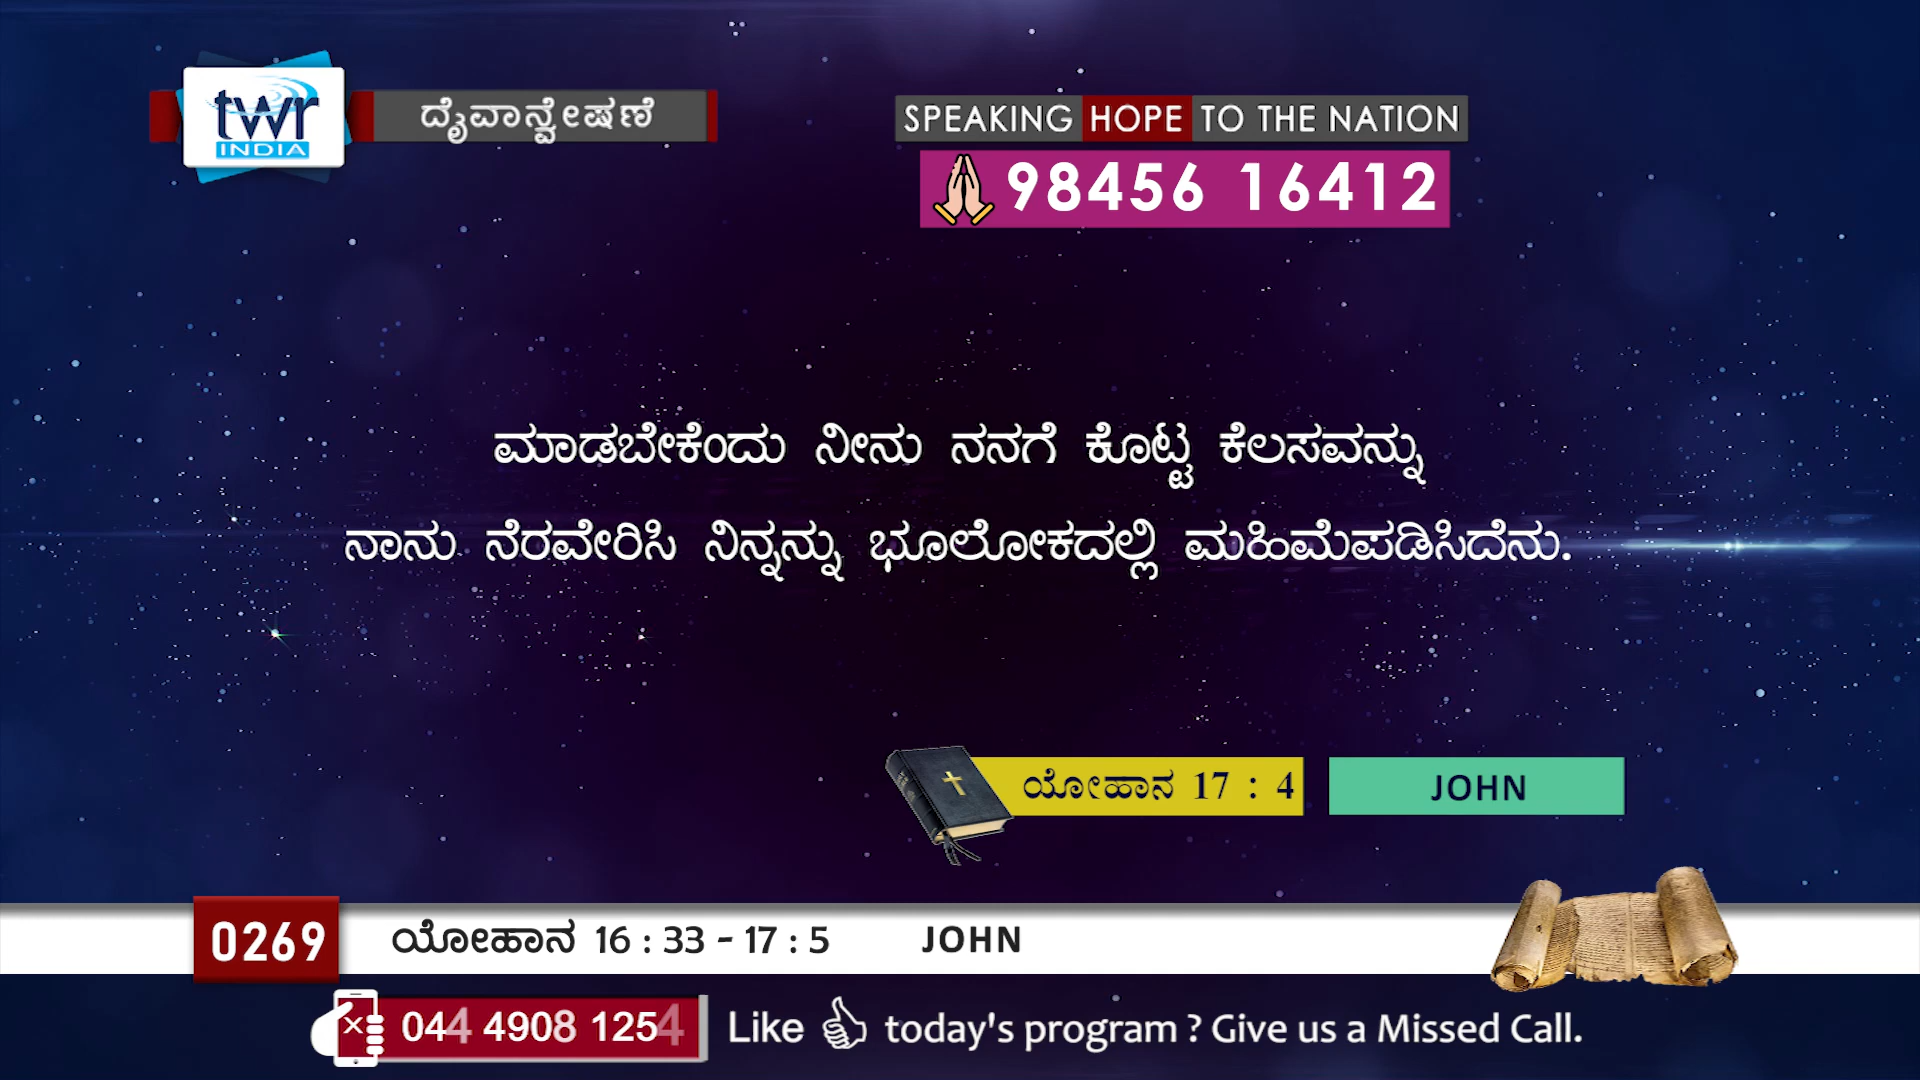 twr
INDIA
ದೈವಾನ್ವೇಷಣೆ
SPEAKING HOPE TO THE NATION
98456 16412
ಮಾಡಬೇಕೆಂದು ನೀನು ನನಗೆ ಕೊಟ್ಟ ಕೆಲಸವನ್ನು
ನಾನು ನೆರವೇರಿಸಿ ನಿನ್ನನ್ನು ಭೂಲೋಕದಲ್ಲಿ ಮಹಿಮೆಪಡಿಸಿದೆನು.
ಯೋಹಾನ 17 : 4
JOHN
0269
ಯೋಹಾನ 16 : 33 - 17 : 5 JOHN
044 4908 1254
Like today's program ? Give us a Missed Call.